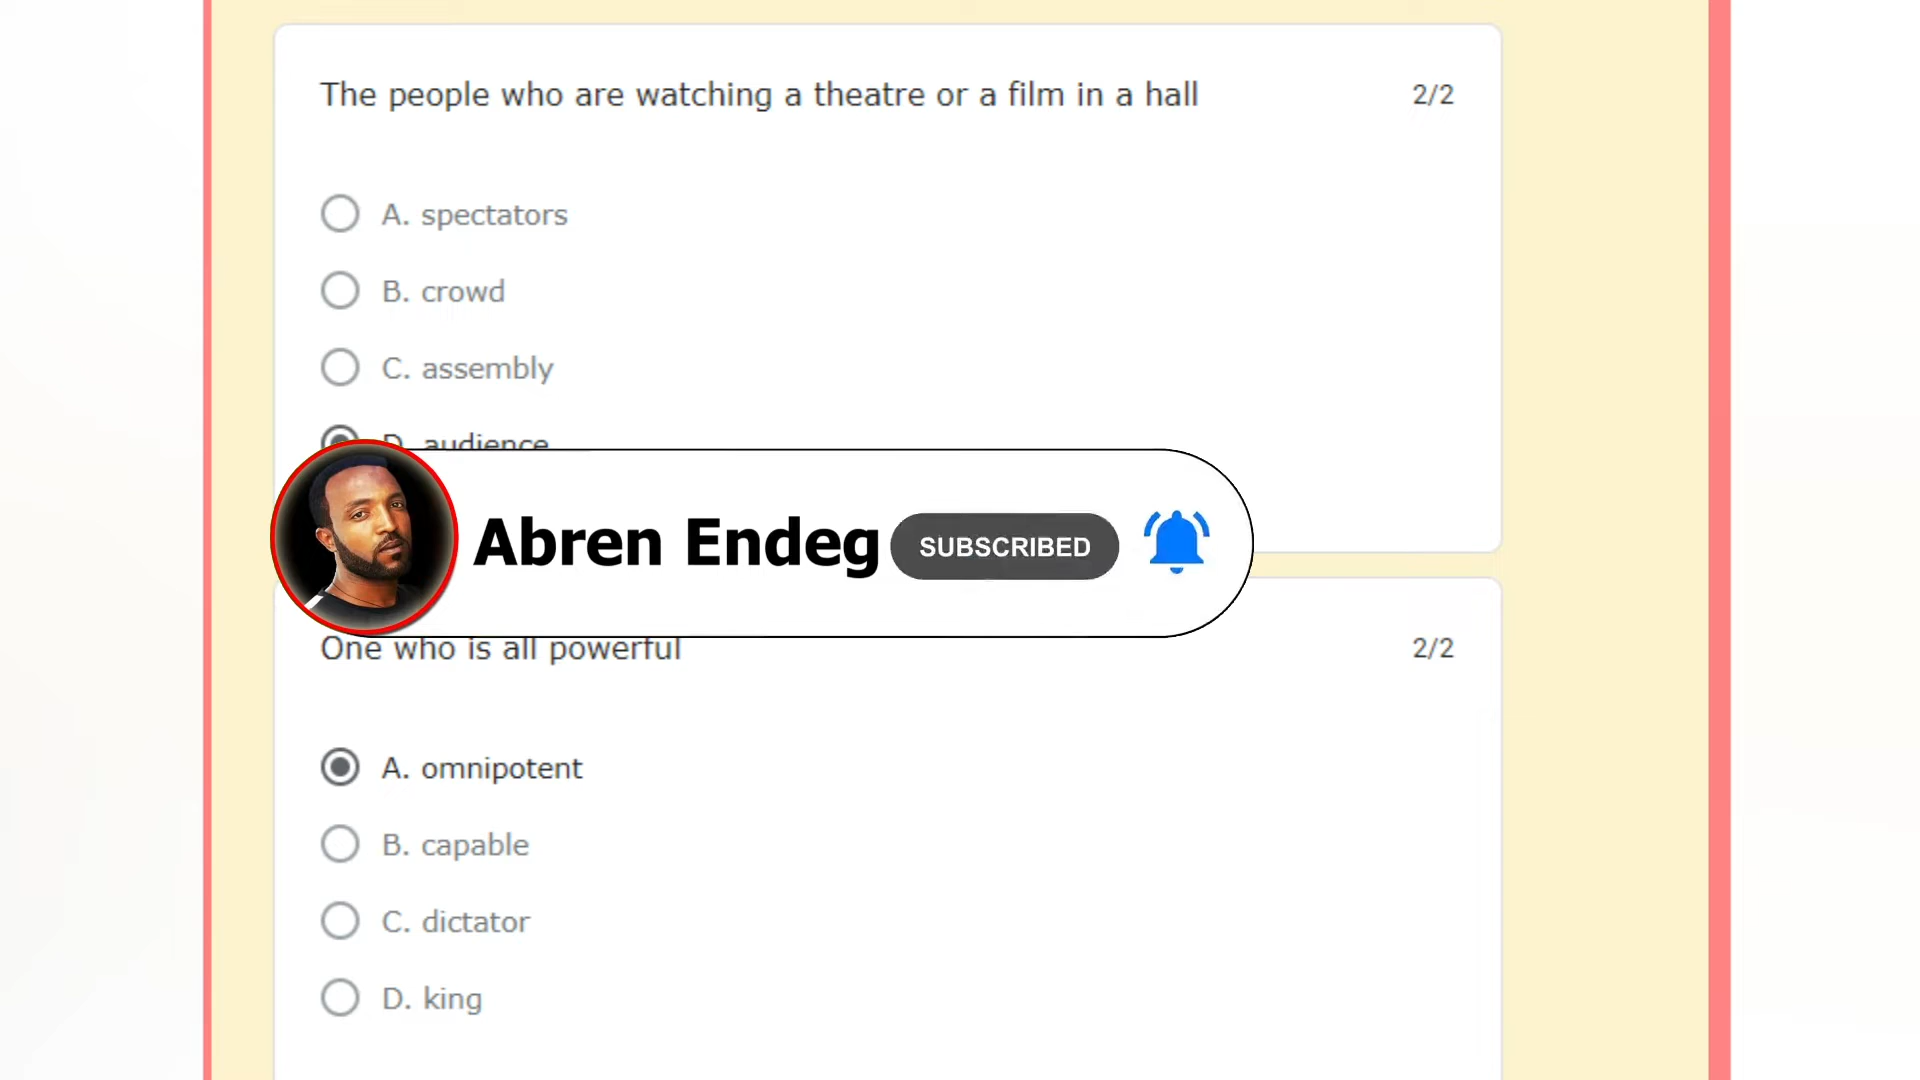 The people who are watching a theatre or a film in a hall 2/2
A. spectators
B. crowd
C. assembly
D. audience
Abren Endeg SUBSCRIBED
One who is all powerful 2/2
A. omnipotent
B. capable
C. dictator
D. king